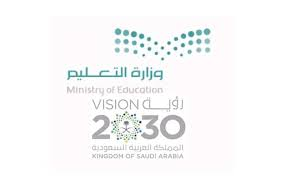 وزارة التعليم
Ministry of Education
VISION رؤية
2030
المملكة العربية السعودية
KINGDOM OF SAUDI ARABIA